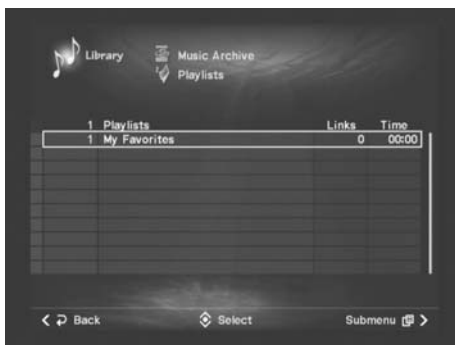 Library Music Archive
Playlists
1 Playlists Links Time
1 My Favorites 0 00:00
Back Select Submenu